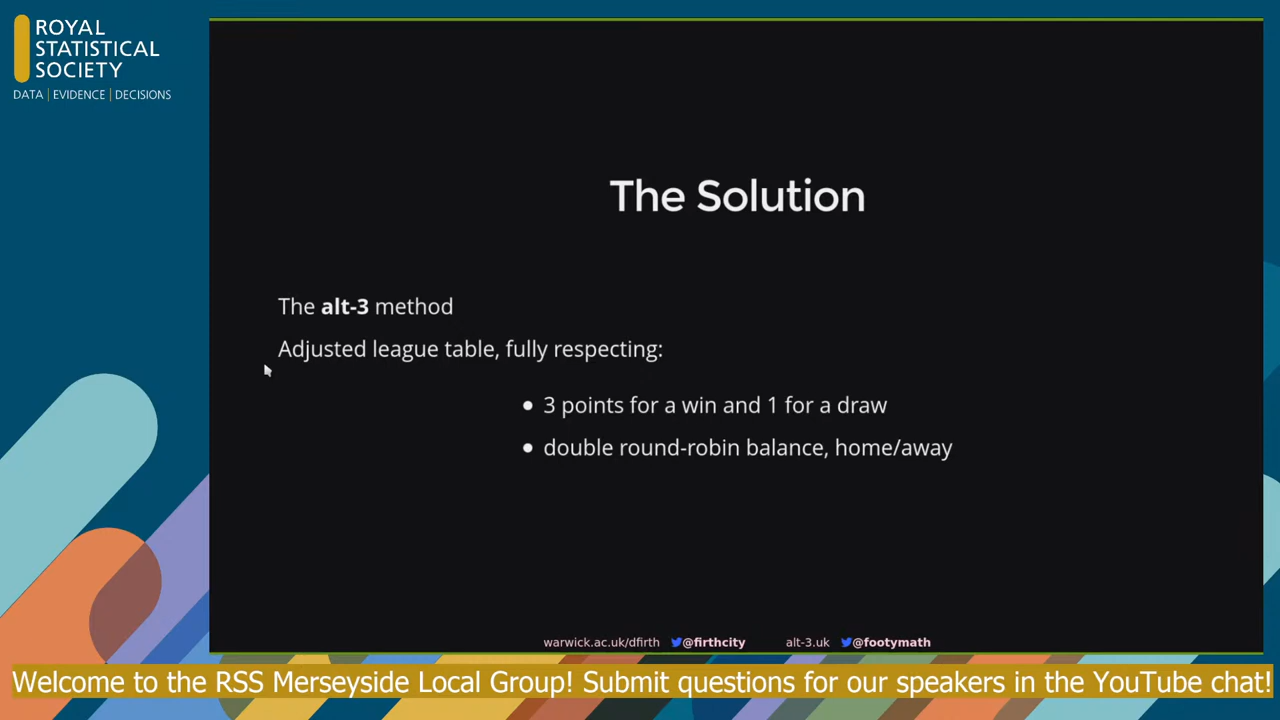 ROYAL
STATISTICAL
SOCIETY
DATA | EVIDENCE | DECISIONS
The Solution
The alt-3 method
Adjusted league table, fully respecting:
• 3 points for a win and 1 for a draw
• double round-robin balance, home/away
warwick.ac.uk/dfirth @firthcity alt-3.uk @footymath
Welcome to the RSS Merseyside Local Group! Submit questions for our speakers in the YouTube chat!